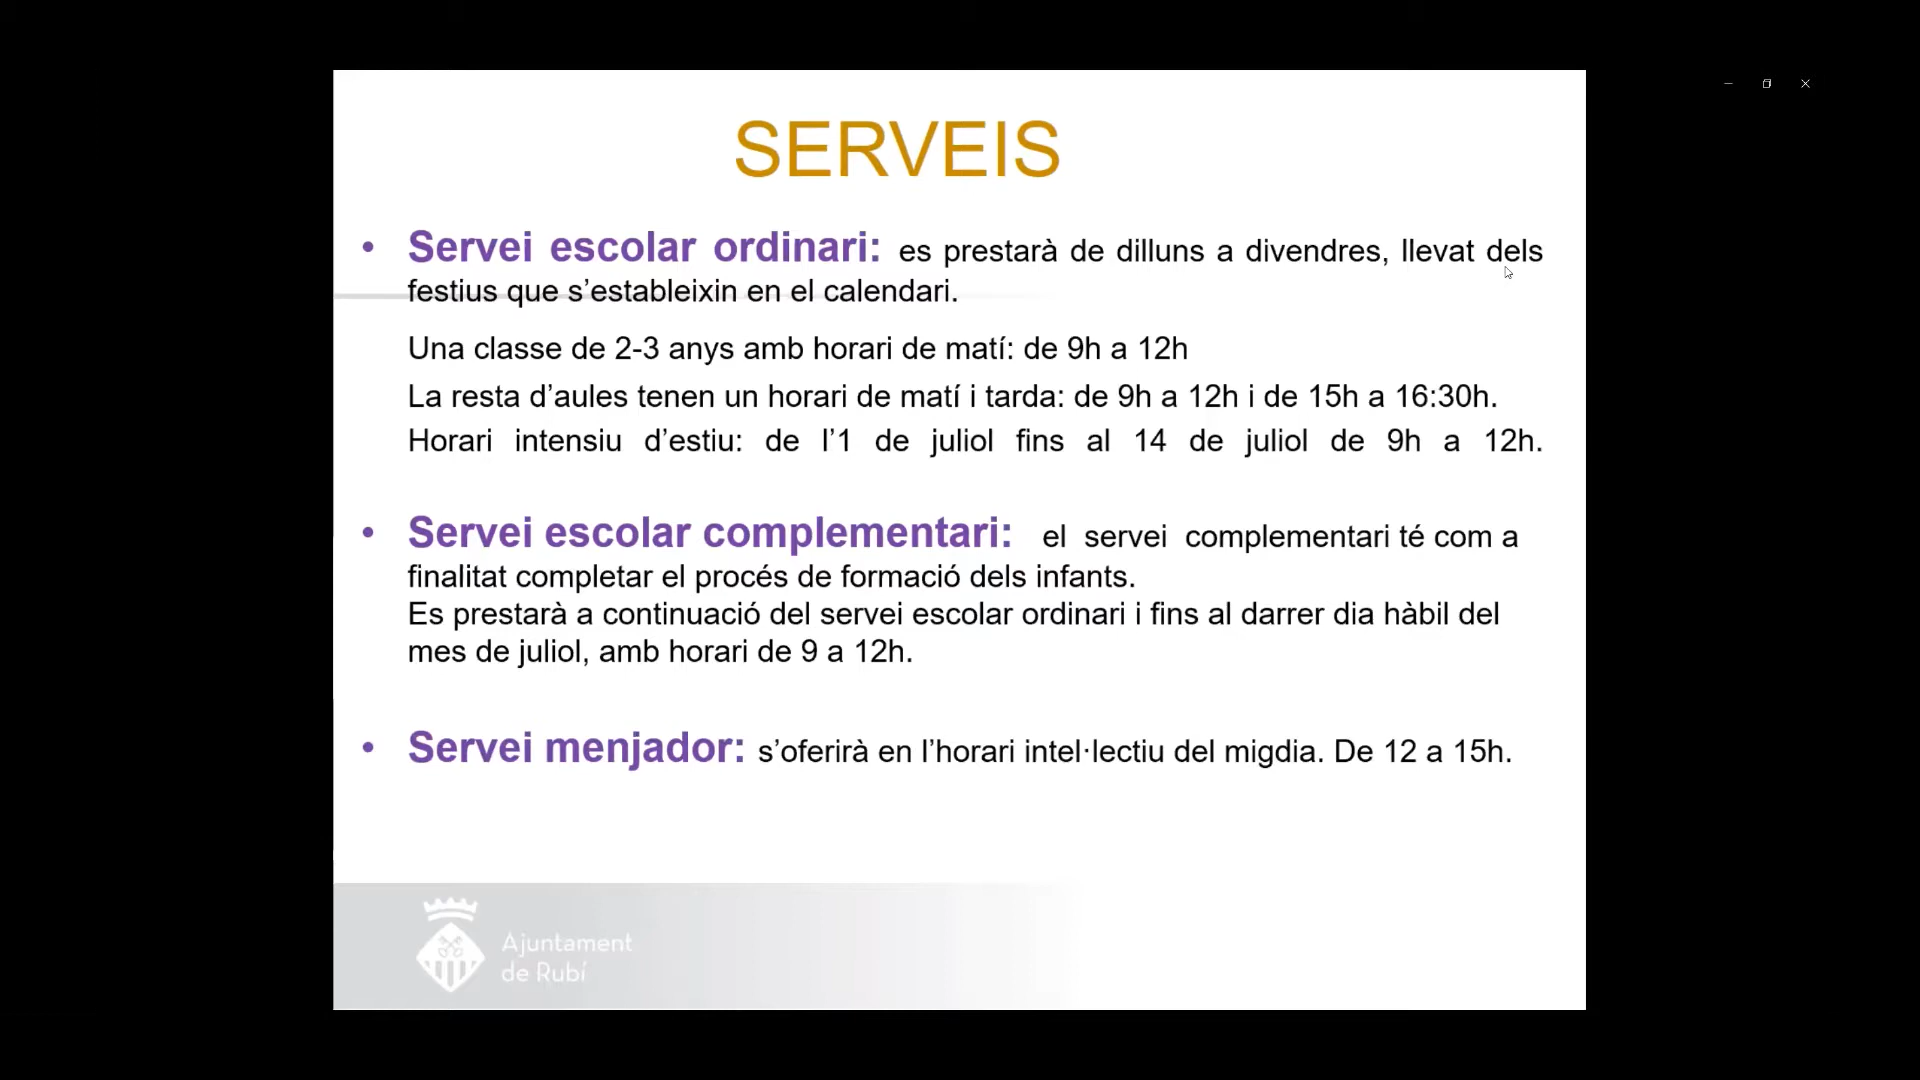 SERVEIS
• Servei escolar ordinari: es prestarà de dilluns a divendres, llevat dels
festius que s’estableixin en el calendari.
Una classe de 2-3 anys amb horari de matí: de 9h a 12h
La resta d’aules tenen un horari de matí i tarda: de 9h a 12h i de 15h a 16:30h.
Horari intensiu d’estiu: de l’1 de juliol fins al 14 de juliol de 9h a 12h.
• Servei escolar complementari: el servei complementari té com a
finalitat completar el procés de formació dels infants.
Es prestarà a continuació del servei escolar ordinari i fins al darrer dia hàbil del
mes de juliol, amb horari de 9 a 12h.
• Servei menjador: s’oferirà en l’horari intel·lectiu del migdia. De 12 a 15h.
Ajuntament
de Rubí